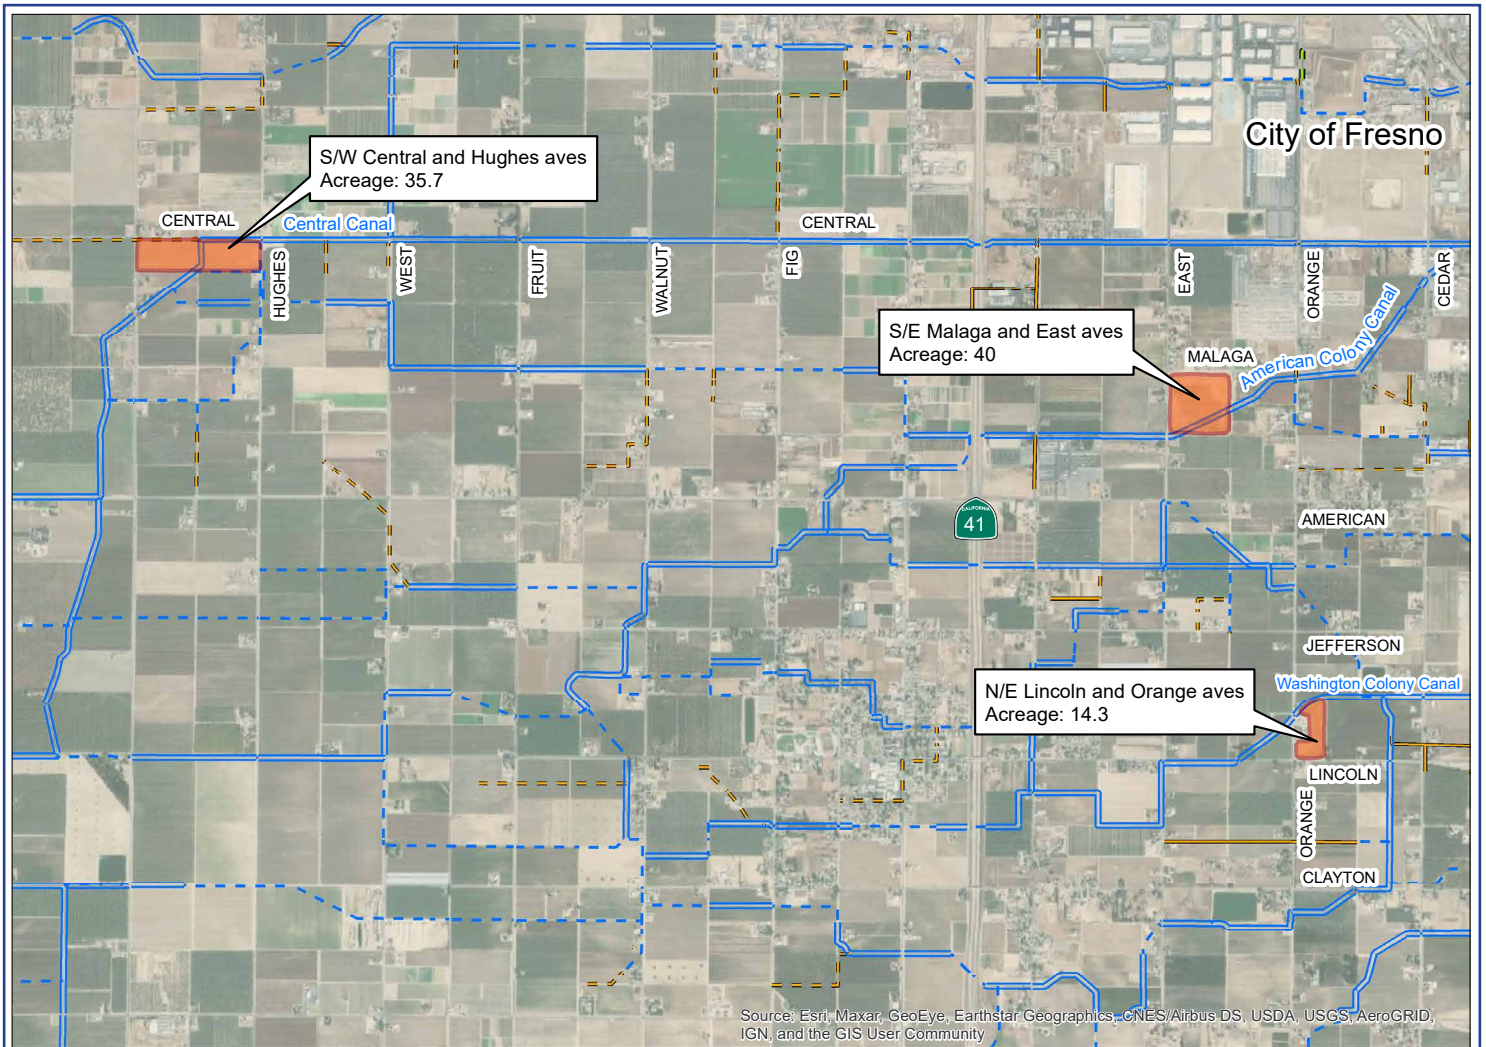 City of Fresno
S/W Central and Hughes aves
Acreage: 35.7
CENTRAL
Central Canal
CENTRAL
HUGHES
WEST
FRUIT
WALNUT
FIG
EAST
ORANGE
CEDAR
S/E Malaga and East aves
Acreage: 40
MALAGA
American Colony Canal
CALIFORNIA
41
AMERICAN
JEFFERSON
N/E Lincoln and Orange aves
Acreage: 14.3
Washington Colony Canal
LINCOLN
ORANGE
CLAYTON
Source: Esri, Maxar, GeoEye, Earthstar Geographics, CNES/Airbus DS, USDA, USGS, AeroGRID,
IGN, and the GIS User Community